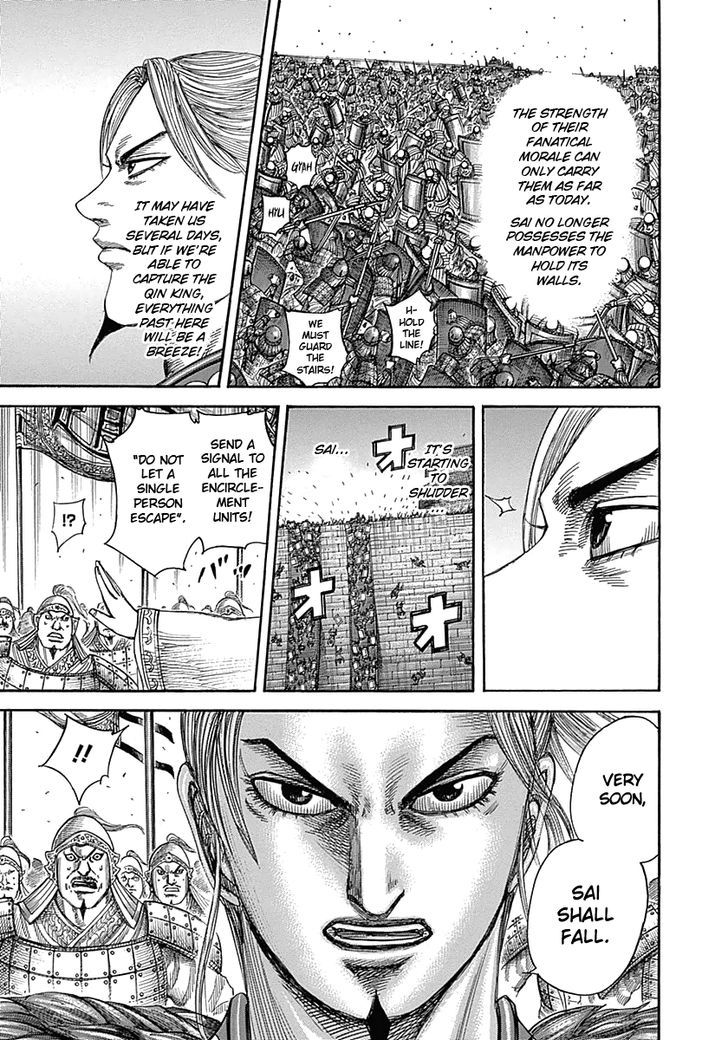 THE STRENGTH
OF THEIR
FANATICAL
MORALE CAN
ONLY CARRY
THEM AS FAR
AS TODAY.
SAI NO LONGER
POSSESSES THE
MANPOWER TO
HOLD ITS
WALLS.
GYAH
HYU
H-
HOLD
THE
LINE!
WE
MUST
GUARD
THE
STAIRS!
IT MAY HAVE
TAKEN US
SEVERAL DAYS,
BUT IF WE'RE
ABLE TO
CAPTURE THE
QIN KING,
EVERYTHING
PAST HERE
WILL BE A
BREEZE!
IT'S
STARTING
TO
SHUDDER
SAI...
オ
オ
オ
SEND A
SIGNAL TO
ALL THE
ENCIRCLE-
MENT
UNITS!
"DO NOT
LET A
SINGLE
PERSON
ESCAPE".
!?
VERY
SOON,
SAI
SHALL
FALL.
!!